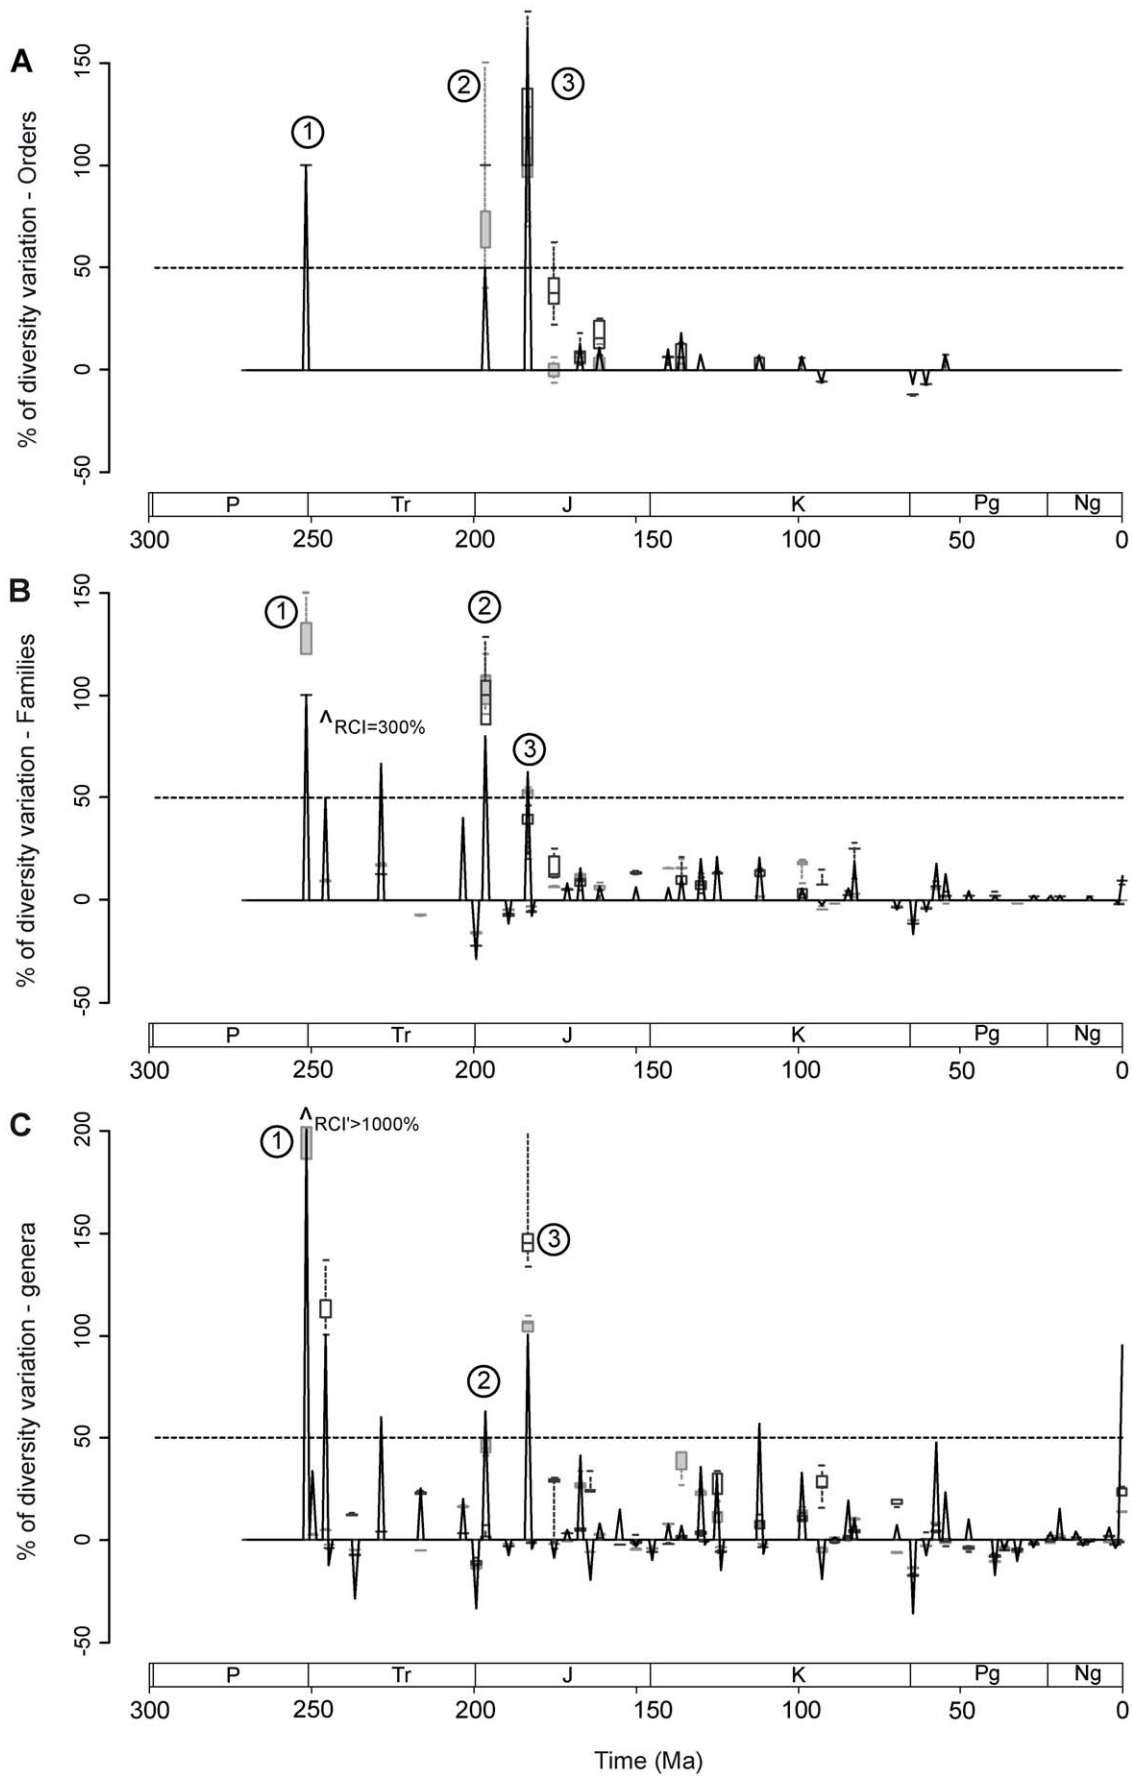 A
% of diversity variation - Orders
150
100
50
0
-50
1
2
3
P Tr J K Pg Ng
300 250 200 150 100 50 0
B
% of diversity variation - Families
150
100
50
0
-50
1
2
3
^RCI=300%
P Tr J K Pg Ng
300 250 200 150 100 50 0
C
% of diversity variation - genera
200
150
100
50
0
-50
^RCI'>1000%
1
2
3
P Tr J K Pg Ng
300 250 200 150 100 50 0
Time (Ma)